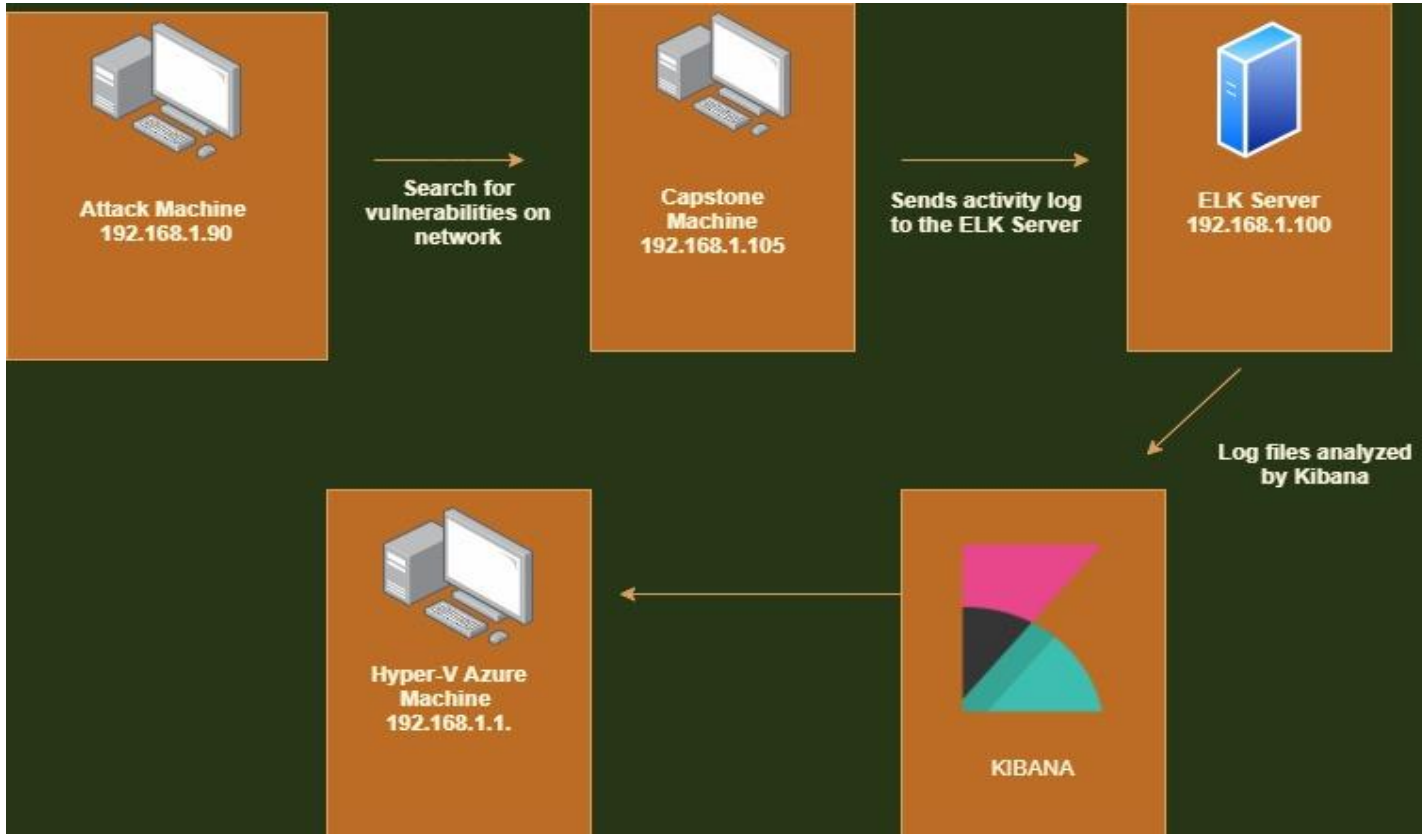 Attack Machine
192.168.1.90
Search for
vulnerabilities on
network
Capstone
Machine
192.168.1.105
Sends activity log
to the ELK Server
ELK Server
192.168.1.100
Log files analyzed
by Kibana
Hyper-V Azure
Machine
192.168.1.1.
KIBANA